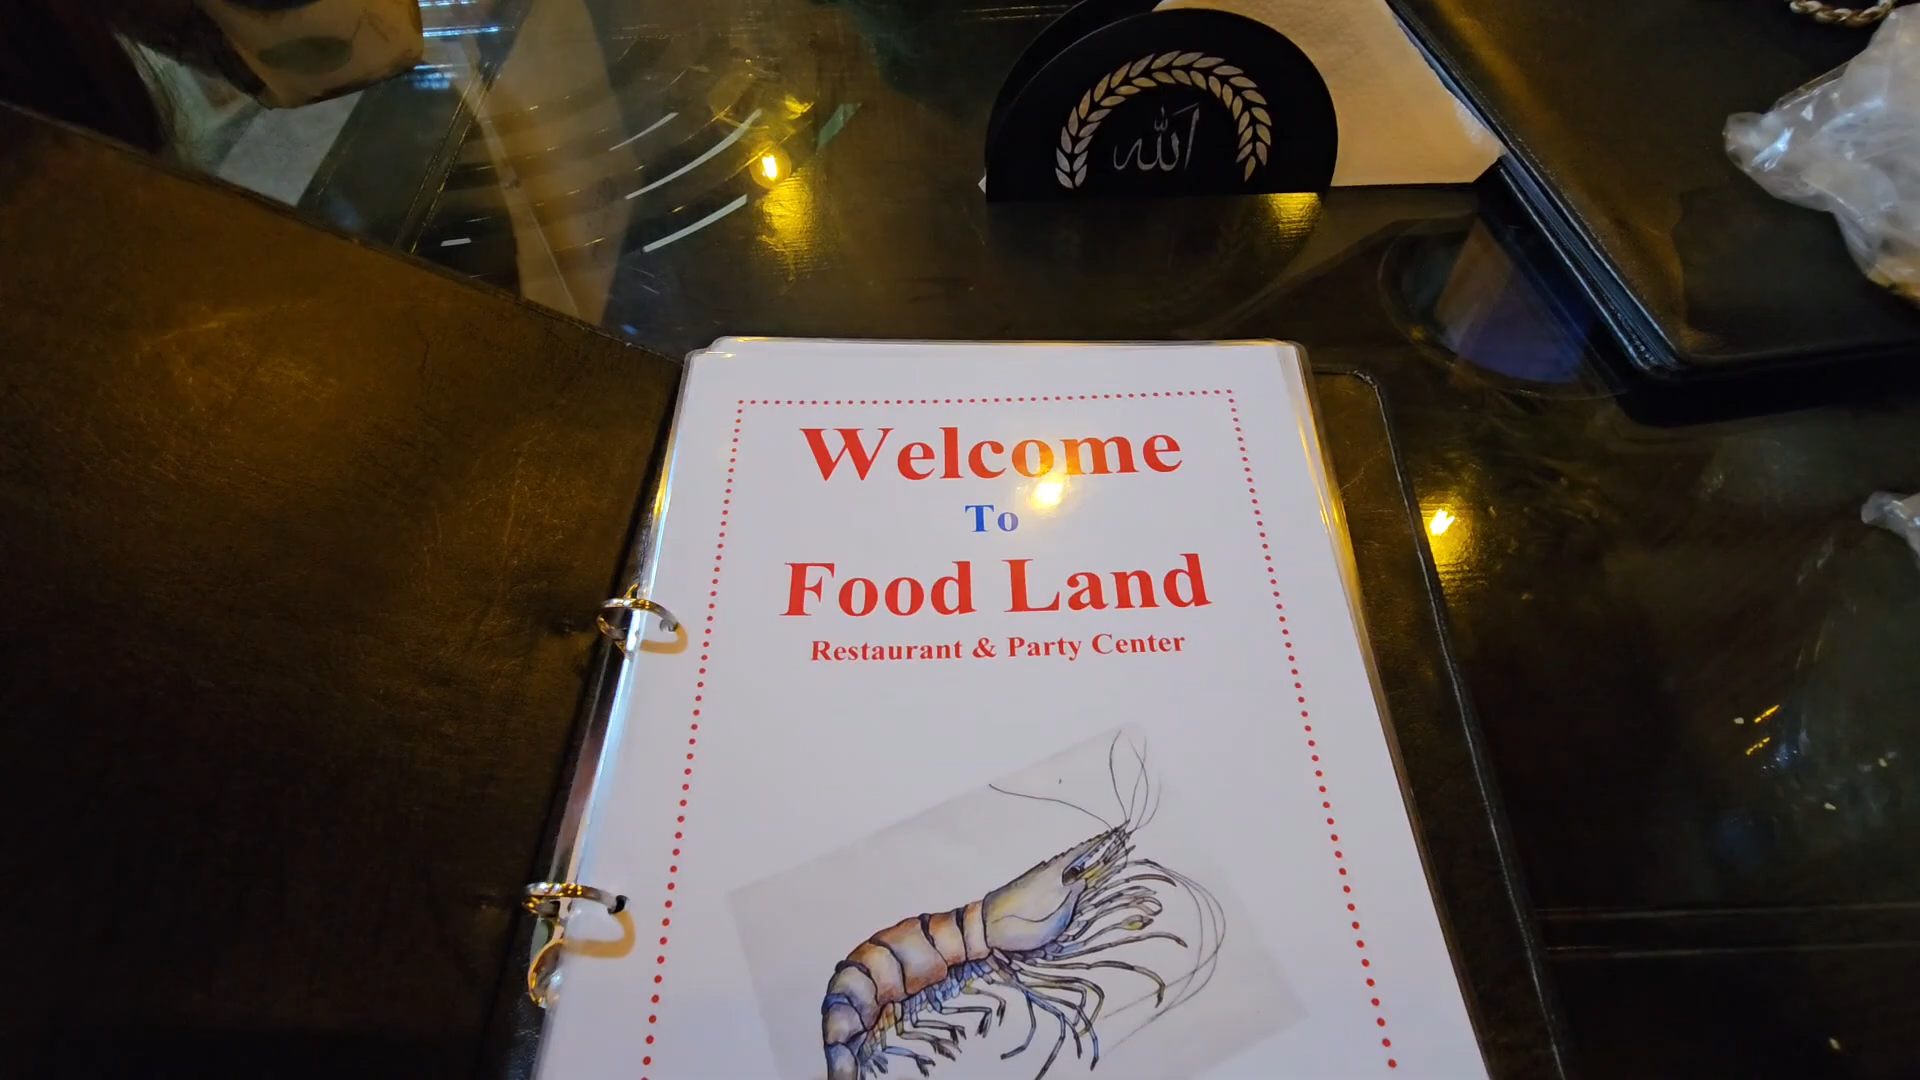 الله
Welcome
To
Food Land
Restaurant & Party Center